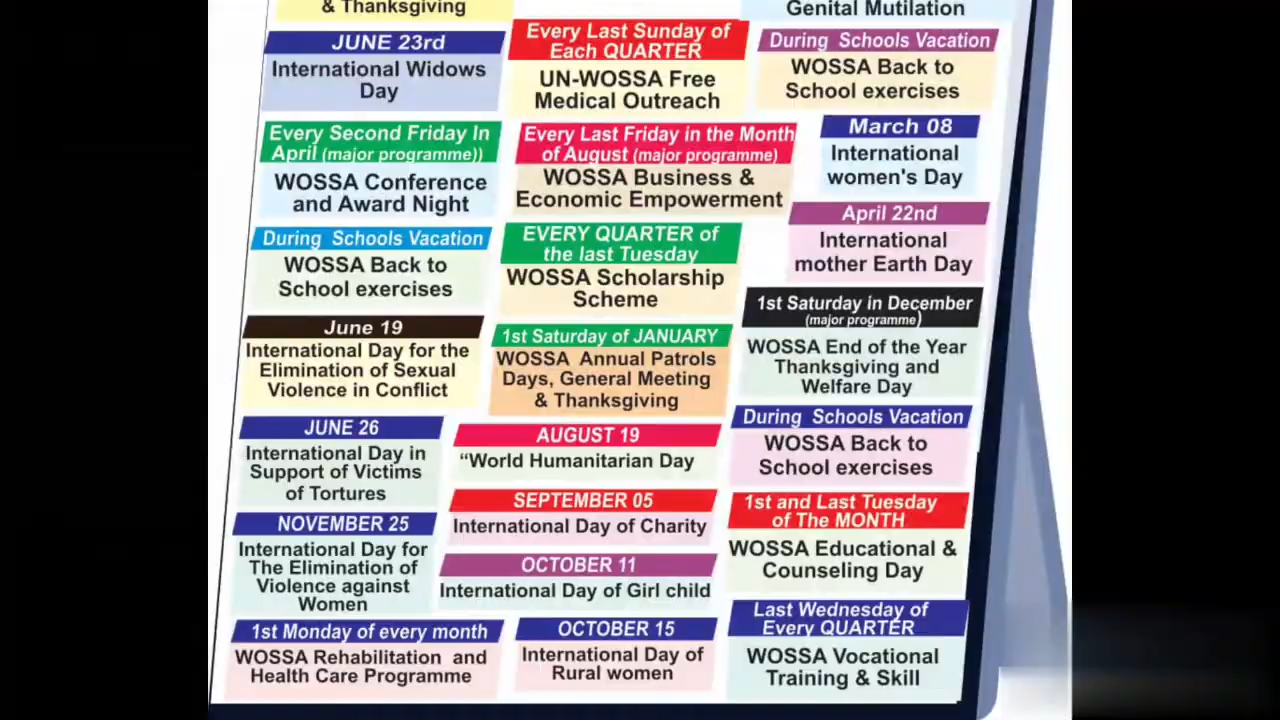 & Thanksgiving
JUNE 23rd
International Widows
Day
Every Second Friday In
April (major programme))
WOSSA Conference
and Award Night
During Schools Vacation
WOSSA Back to
School exercises
June 19
International Day for the
Elimination of Sexual
Violence in Conflict
JUNE 26
International Day in
Support of Victims
of Tortures
NOVEMBER 25
International Day for
The Elimination of
Violence against
Women
1st Monday of every month
WOSSA Rehabilitation and
Health Care Programme
Every Last Sunday of
Each QUARTER
UN-WOSSA Free
Medical Outreach
Every Last Friday in the Month
of August (major programme)
WOSSA Business &
Economic Empowerment
EVERY QUARTER of
the last Tuesday
WOSSA Scholarship
Scheme
1st Saturday of JANUARY
WOSSA Annual Patrols
Days, General Meeting
& Thanksgiving
AUGUST 19
“World Humanitarian Day
SEPTEMBER 05
International Day of Charity
OCTOBER 11
International Day of Girl child
OCTOBER 15
International Day of
Rural women
Genital Mutilation
During Schools Vacation
WOSSA Back to
School exercises
March 08
International
women's Day
April 22nd
International
mother Earth Day
1st Saturday in December
(major programme)
WOSSA End of the Year
Thanksgiving and
Welfare Day
During Schools Vacation
WOSSA Back to
School exercises
1st and Last Tuesday
of The MONTH
WOSSA Educational &
Counseling Day
Last Wednesday of
Every QUARTER
WOSSA Vocational
Training & Skill